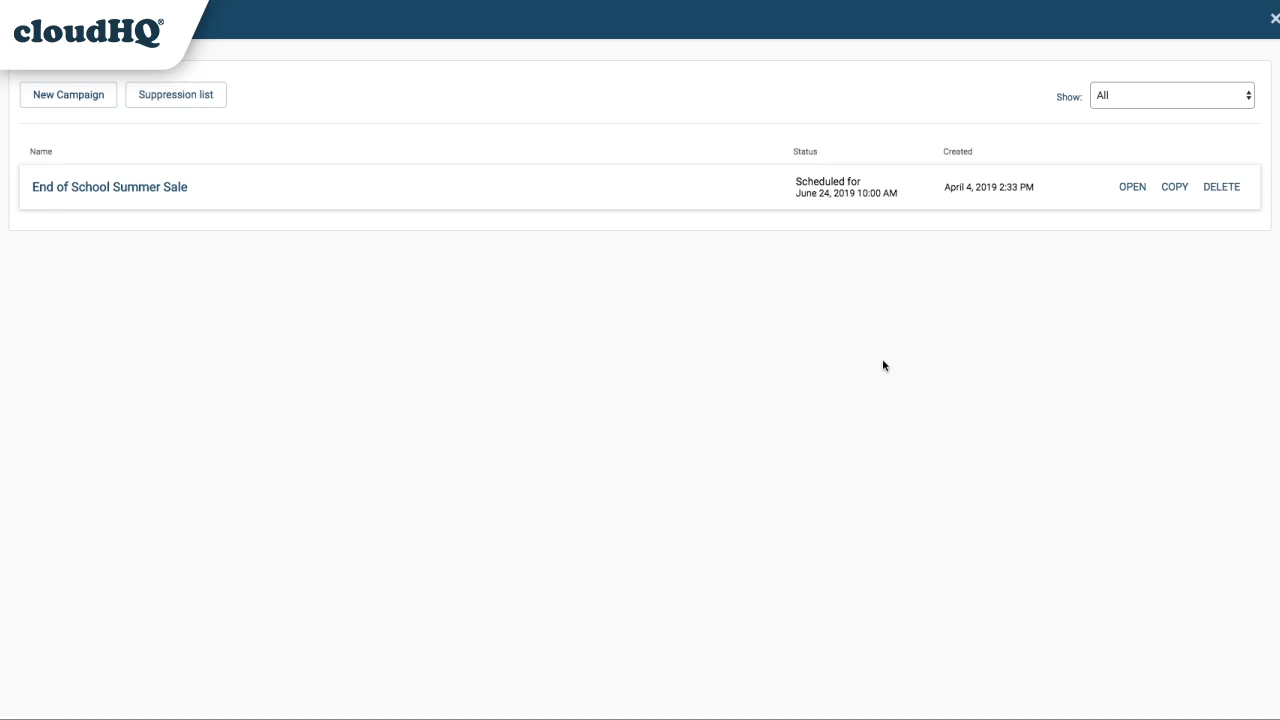 cloudHQ®
New Campaign
Suppression list
Show:
All
Name
Status
Created
End of School Summer Sale
Scheduled for
June 24, 2019 10:00 AM
April 4, 2019 2:33 PM
OPEN
COPY
DELETE